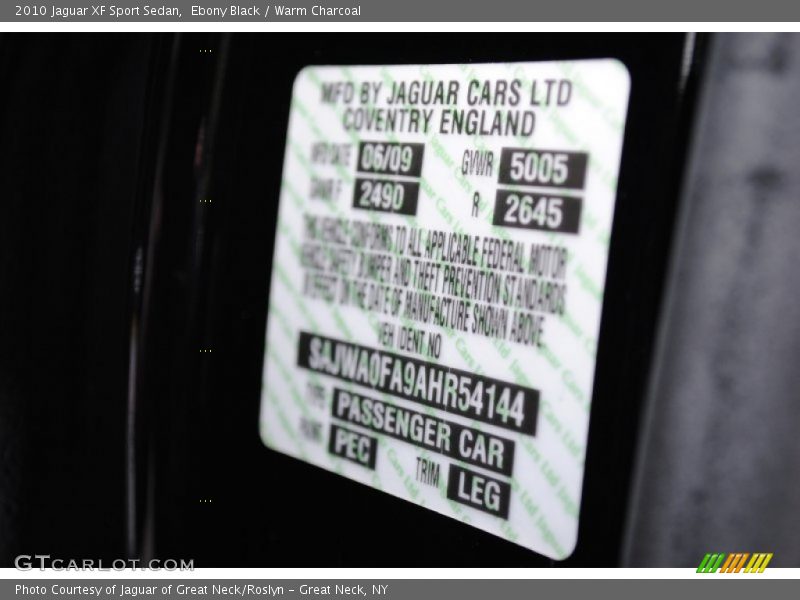 2010 Jaguar XF Sport Sedan,  Ebony Black / Warm Charcoal
MFD BY JAGUAR CARS LTD
COVENTRY ENGLAND
MFD DATE 06/09 GVWR 5005
GAWR F 2490 R 2645
THIS VEHICLE CONFORMS TO ALL APPLICABLE FEDERAL MOTOR
VEHICLE SAFETY BUMPER AND THEFT PREVENTION STANDARDS
IN EFFECT ON THE DATE OF MANUFACTURE SHOWN ABOVE
VEH IDENT NO
SAJWA0FA9AHR54144
TYPE PASSENGER CAR
PAINT PEC TRIM LEG
GTCARLOT.COM
Photo Courtesy of Jaguar of Great Neck/Roslyn – Great Neck, NY